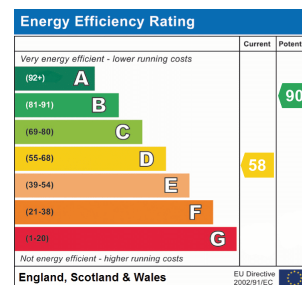 Energy Efficiency Rating
Current Potent
Very energy efficient - lower running costs
(92+) A
(81-91) B
90
(69-80) C
(55-68) D
58
(39-54) E
(21-38) F
(1-20) G
Not energy efficient - higher running costs
England, Scotland & Wales
EU Directive
2002/91/EC